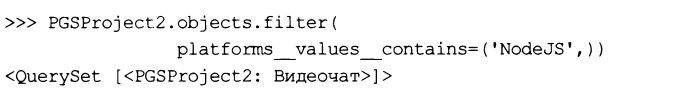 >>> PGSProject2.objects.filter(
platforms__values__contains=('NodeJS',))
<QuerySet [<PGSProject2: Видеочат>]>